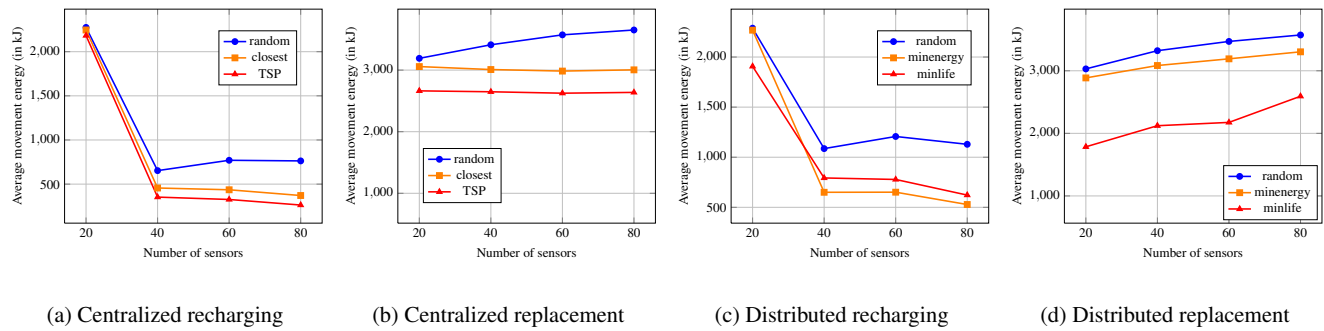 2,000
1,500
1,000
500
20
40
60
80
Average movement energy (in kJ)
Number of sensors
random
closest
TSP
(a) Centralized recharging
3,000
2,000
1,000
20
40
60
80
Average movement energy (in kJ)
Number of sensors
random
closest
TSP
(b) Centralized replacement
2,000
1,500
1,000
500
20
40
60
80
Average movement energy (in kJ)
Number of sensors
random
minenergy
minlife
(c) Distributed recharging
3,000
2,000
1,000
20
40
60
80
Average movement energy (in kJ)
Number of sensors
random
minenergy
minlife
(d) Distributed replacement